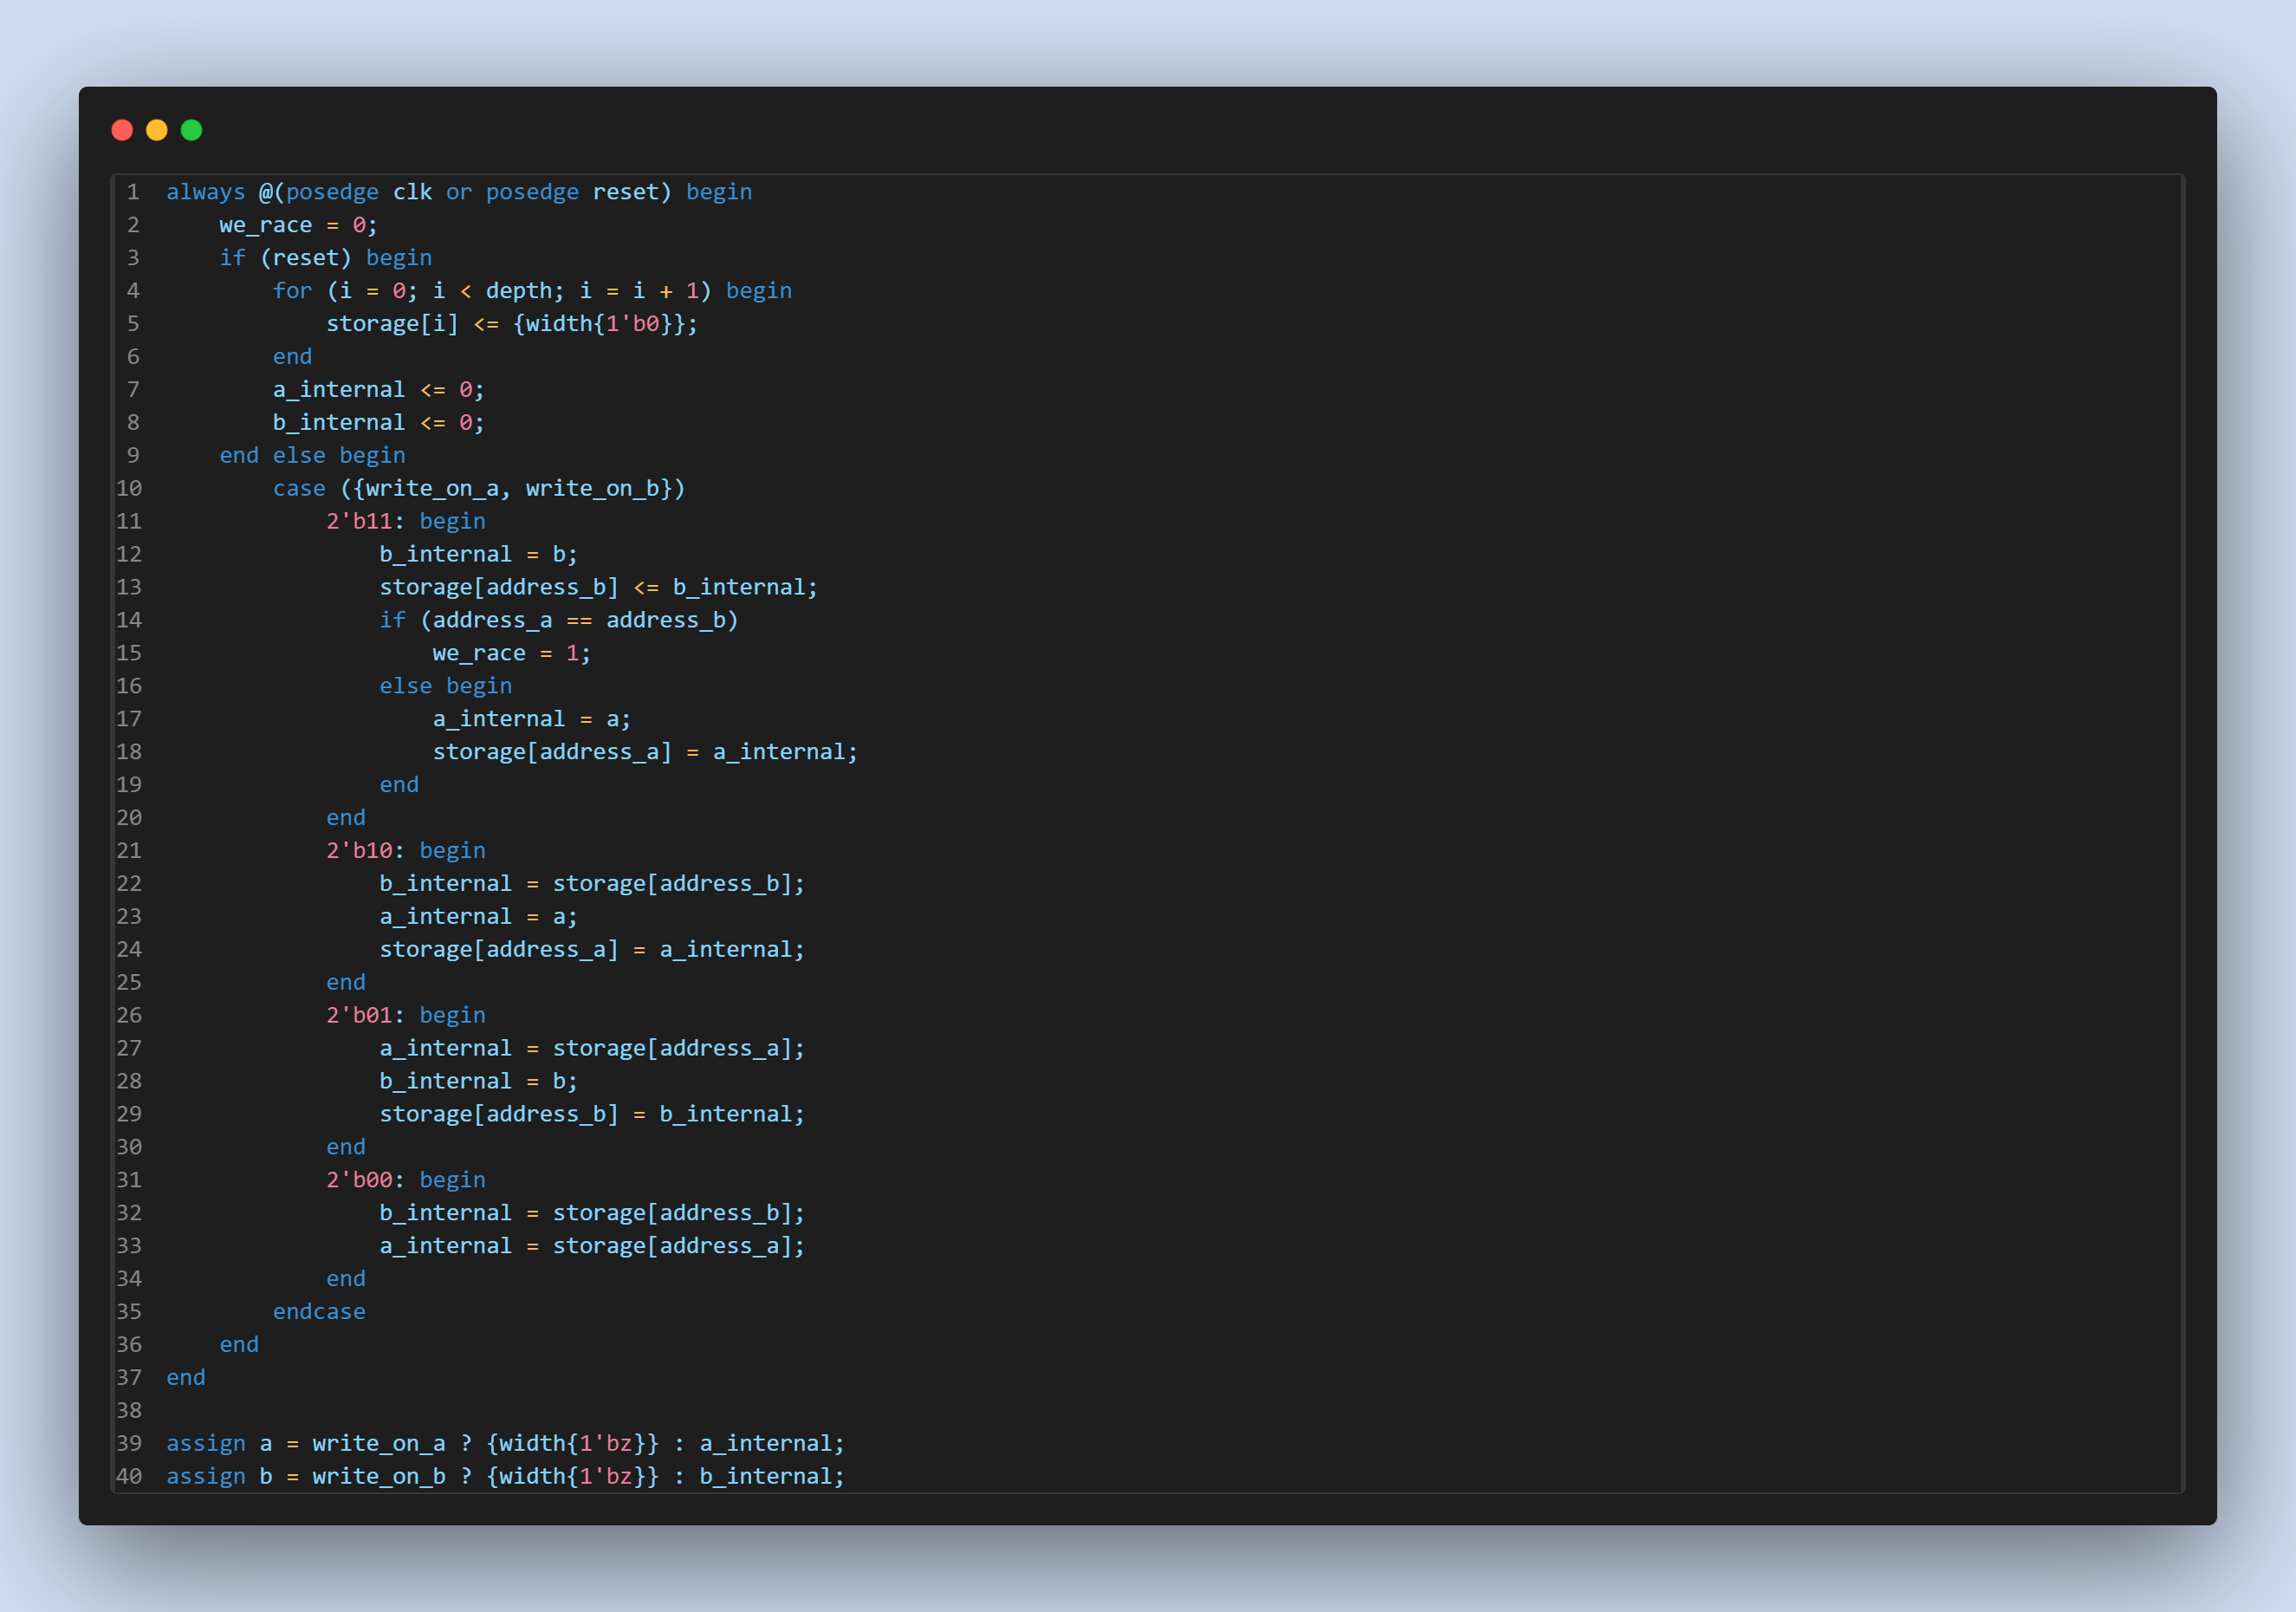 1 always @(posedge clk or posedge reset) begin
2     we_race = 0;
3     if (reset) begin
4         for (i = 0; i < depth; i = i + 1) begin
5             storage[i] <= {width{1'b0}};
6         end
7         a_internal <= 0;
8         b_internal <= 0;
9     end else begin
10         case ({write_on_a, write_on_b})
11             2'b11: begin
12                 b_internal = b;
13                 storage[address_b] <= b_internal;
14                 if (address_a == address_b)
15                     we_race = 1;
16                 else begin
17                     a_internal = a;
18                     storage[address_a] = a_internal;
19                 end
20             end
21             2'b10: begin
22                 b_internal = storage[address_b];
23                 a_internal = a;
24                 storage[address_a] = a_internal;
25             end
26             2'b01: begin
27                 a_internal = storage[address_a];
28                 b_internal = b;
29                 storage[address_b] = b_internal;
30             end
31             2'b00: begin
32                 b_internal = storage[address_b];
33                 a_internal = storage[address_a];
34             end
35         endcase
36     end
37 end
38
39 assign a = write_on_a ? {width{1'bz}} : a_internal;
40 assign b = write_on_b ? {width{1'bz}} : b_internal;